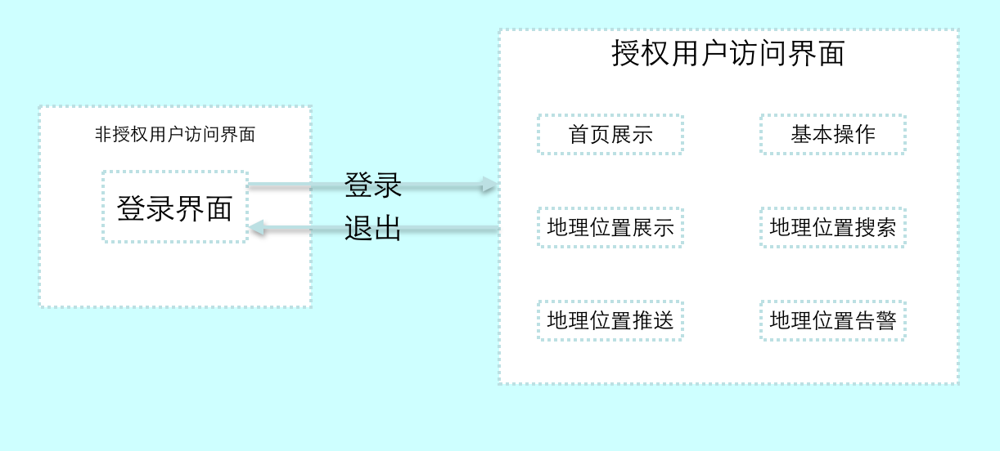 授权用户访问界面
非授权用户访问界面
首页展示
基本操作
登录界面
登录
退出
地理位置展示
地理位置搜索
地理位置推送
地理位置告警